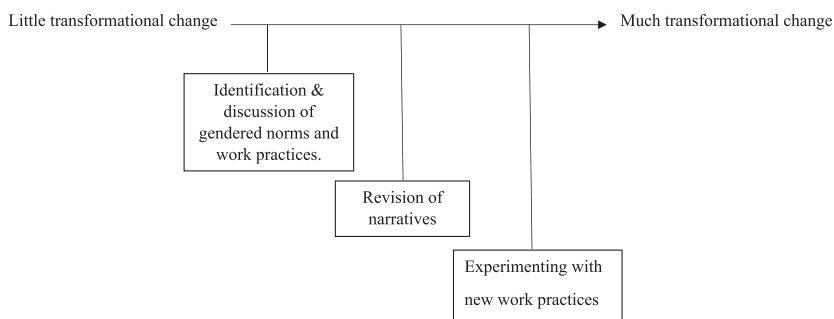 Little transformational change
Much transformational change
Identification &
discussion of
gendered norms and
work practices.
Revision of
narratives
Experimenting with
new work practices